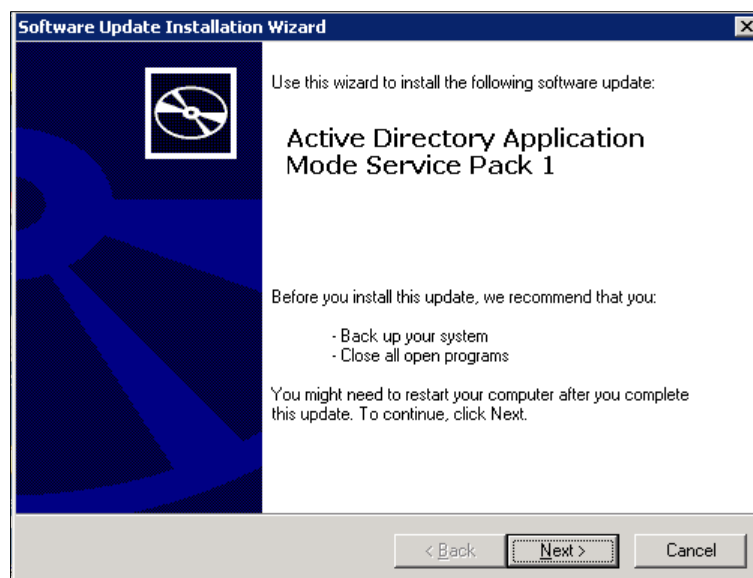 Software Update Installation Wizard
Use this wizard to install the following software update:
Active Directory Application
Mode Service Pack 1
Before you install this update, we recommend that you:
- Back up your system
- Close all open programs
You might need to restart your computer after you complete
this update. To continue, click Next.
< Back
Next >
Cancel